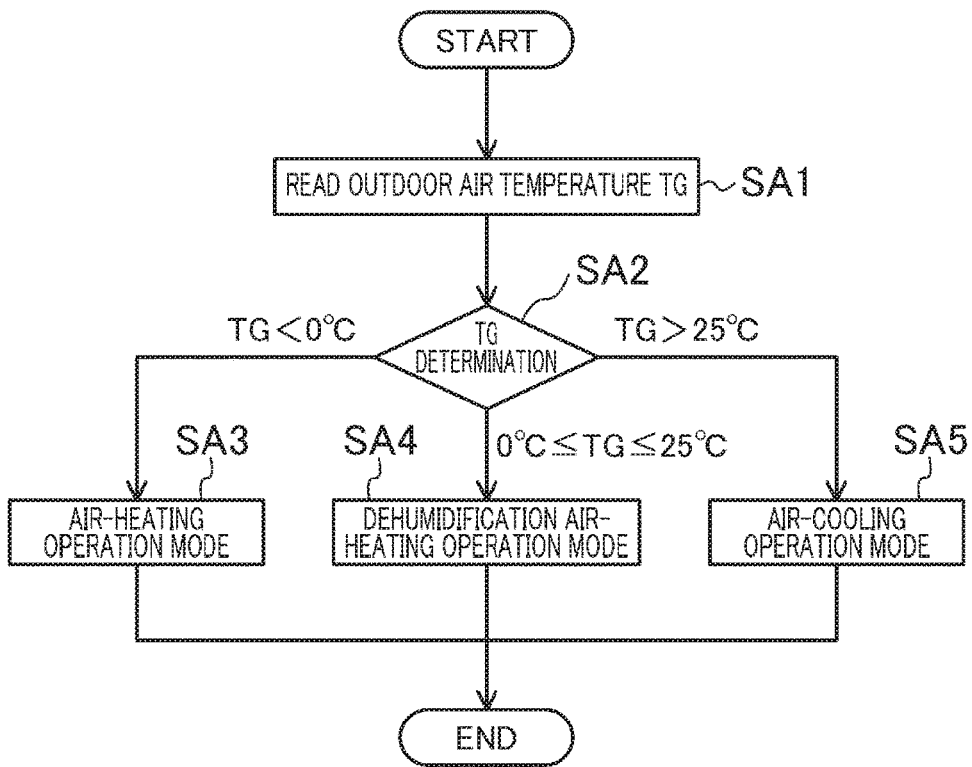 START
READ OUTDOOR AIR TEMPERATURE TG
SA1
SA2
TG<0°C
TG
DETERMINATION
TG>25°C
SA3
SA4
0°C≦TG≦25°C
SA5
AIR-HEATING
OPERATION MODE
DEHUMIDIFICATION AIR-
HEATING OPERATION MODE
AIR-COOLING
OPERATION MODE
END